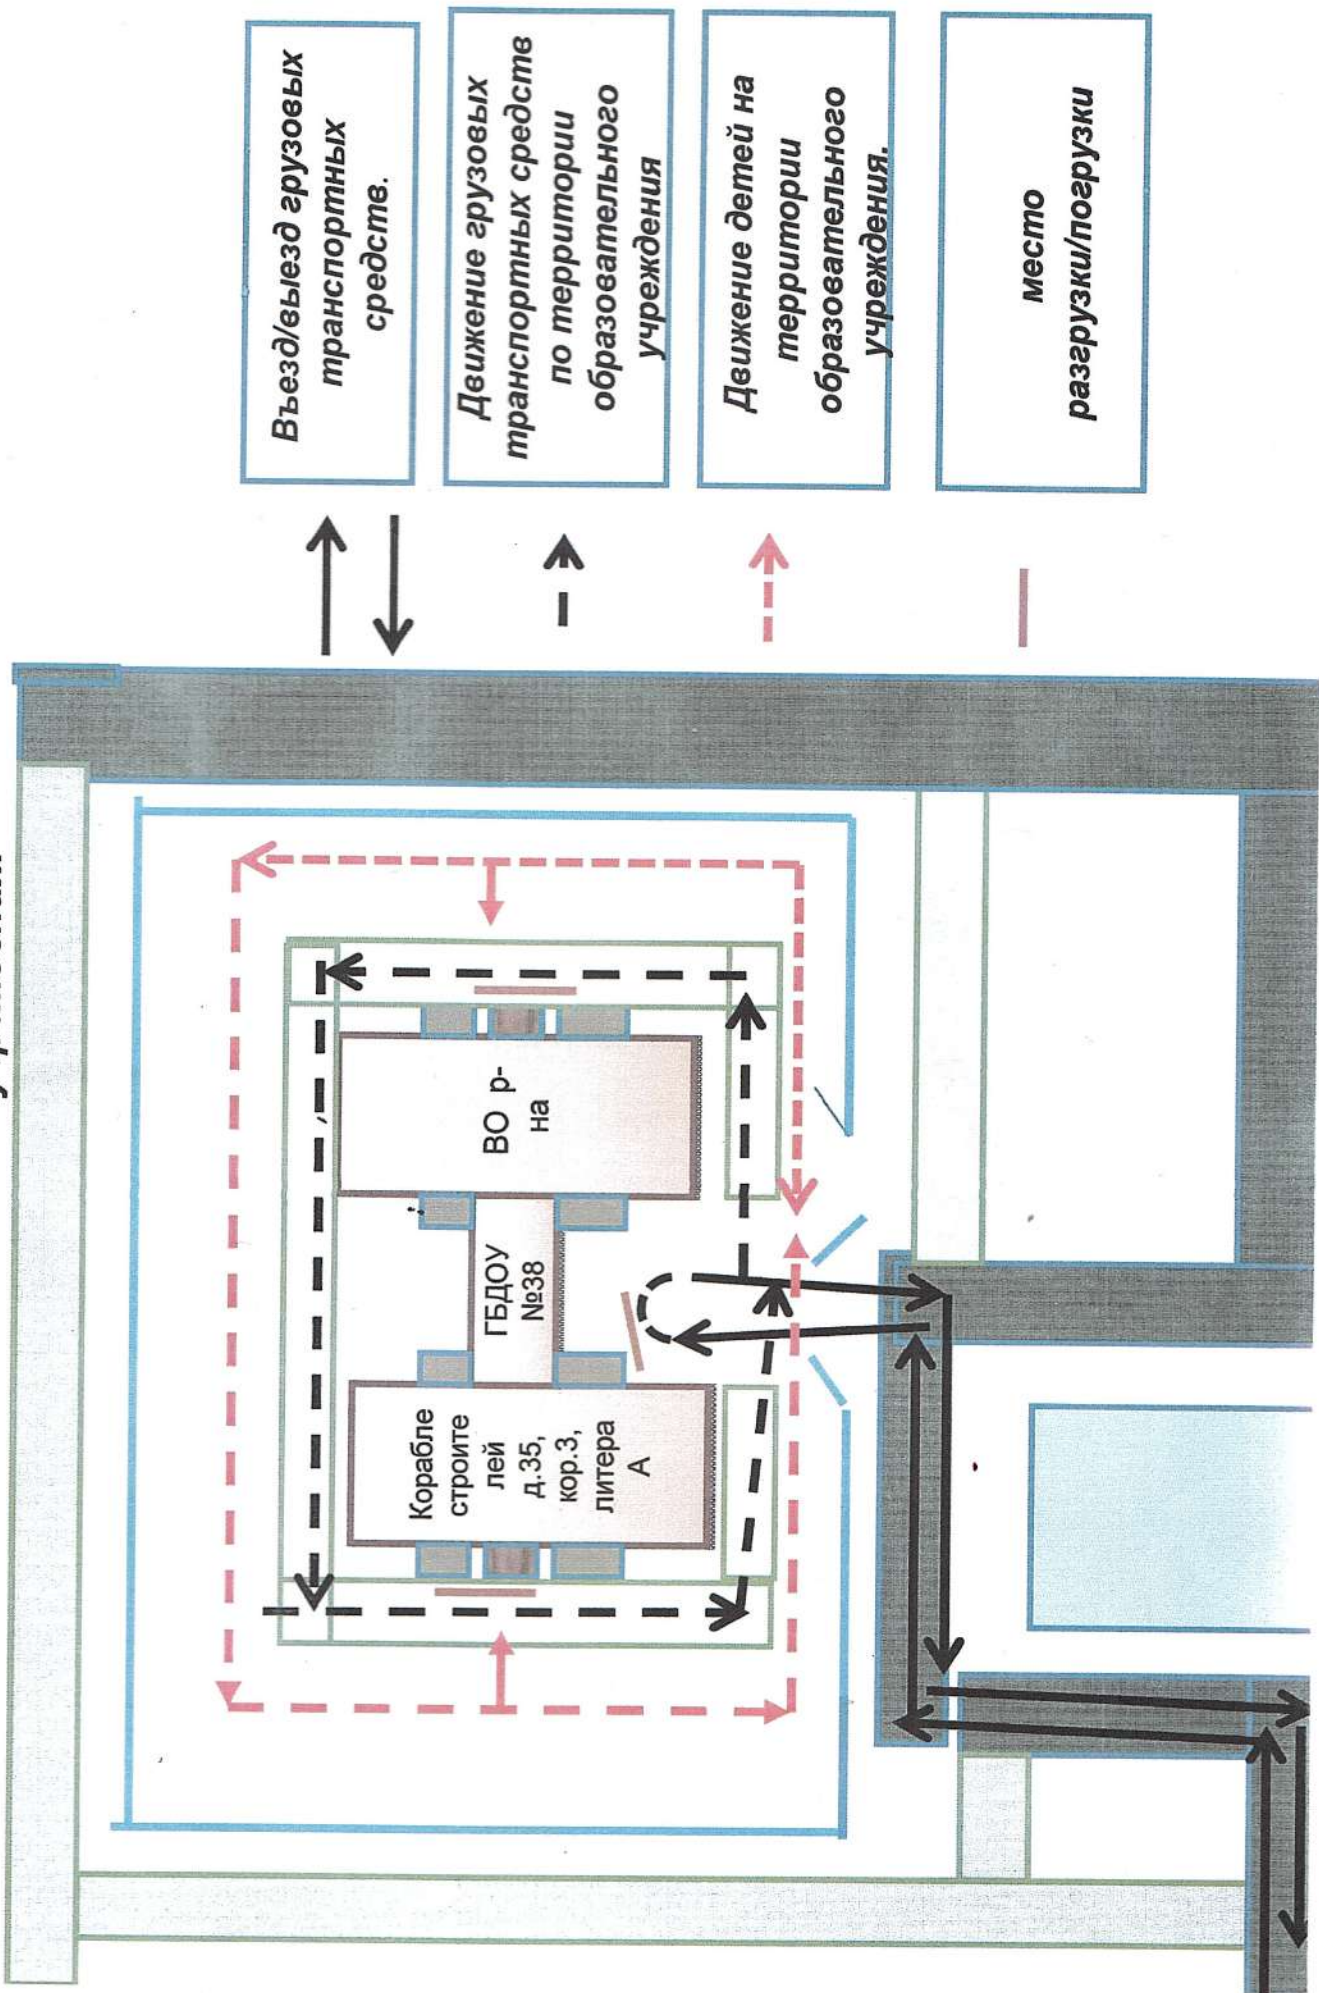 Въезд/выезд грузовых
транспортных
средств.
Движение грузовых
транспортных средств
по территории
образовательного
учреждения
Движение детей на
территории
образовательного
учреждения.
место
разгрузки/погрузки
Корабле
строите
лей
д.35,
кор.3,
литера
А
ГБДОУ
№38
ВО р-
на